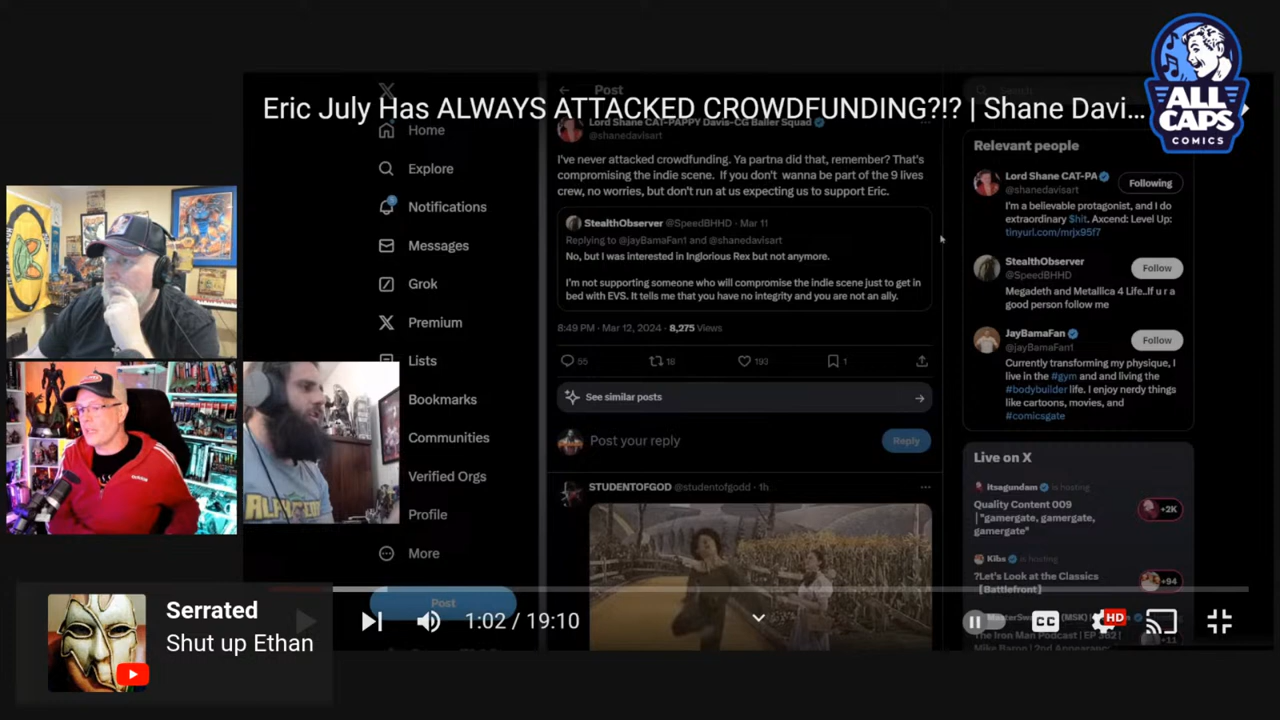 Eric July Has ALWAYS ATTACKED CROWDFUNDING?!? | Shane Davi...
ALL
CAPS
COMICS
Home
Explore
Notifications
Messages
Grok
Premium
Lists
Bookmarks
Communities
Verified Orgs
Profile
More
Post
Post
Lord Shane CAT-PAPPY Davis-CG Baller Squad
@shanedavisart
I've never attacked crowdfunding. Ya partna did that, remember? That's
compromising the indie scene. If you don't wanna be part of the 9 lives
crew, no worries, but don't run at us expecting us to support Eric.
StealthObserver @SpeedBHHD · Mar 11
Replying to @jayBamaFan1 and @shanedavisart
No, but I was interested in Inglorious Rex but not anymore.
I'm not supporting someone who will compromise the indie scene just to get in
bed with EVS. It tells me that you have no integrity and you are not an ally.
8:49 PM · Mar 12, 2024 · 8,275 Views
55 18 193 1
See similar posts
Post your reply
Reply
STUDENTOFGOD @studentofgodd · 1h
Search
Relevant people
Lord Shane CAT-PA
@shanedavisart
Following
I'm a believable protagonist, and I do
extraordinary $hit. Axcend: Level Up:
tinyurl.com/mrjx95f7
StealthObserver
@SpeedBHHD
Follow
Megadeth and Metallica 4 Life..If u r a
good person follow me
JayBamaFan
@jayBamaFan1
Follow
Currently transforming my physique, I
live in the #gym and and living the
#bodybuilder life. I enjoy nerdy things
like cartoons, movies, and
#comicsgate
Live on X
itsagundam is hosting
Quality Content 009
| "gamergate, gamergate,
gamergate"
+2K
Kibs is hosting
?Let's Look at the Classics
【Battlefront】
+94
The Iron Man Podcast | EP 362 |
Mike Baron | 2nd Appearance
Serrated
Shut up Ethan
1:02 / 19:10
CC
HD